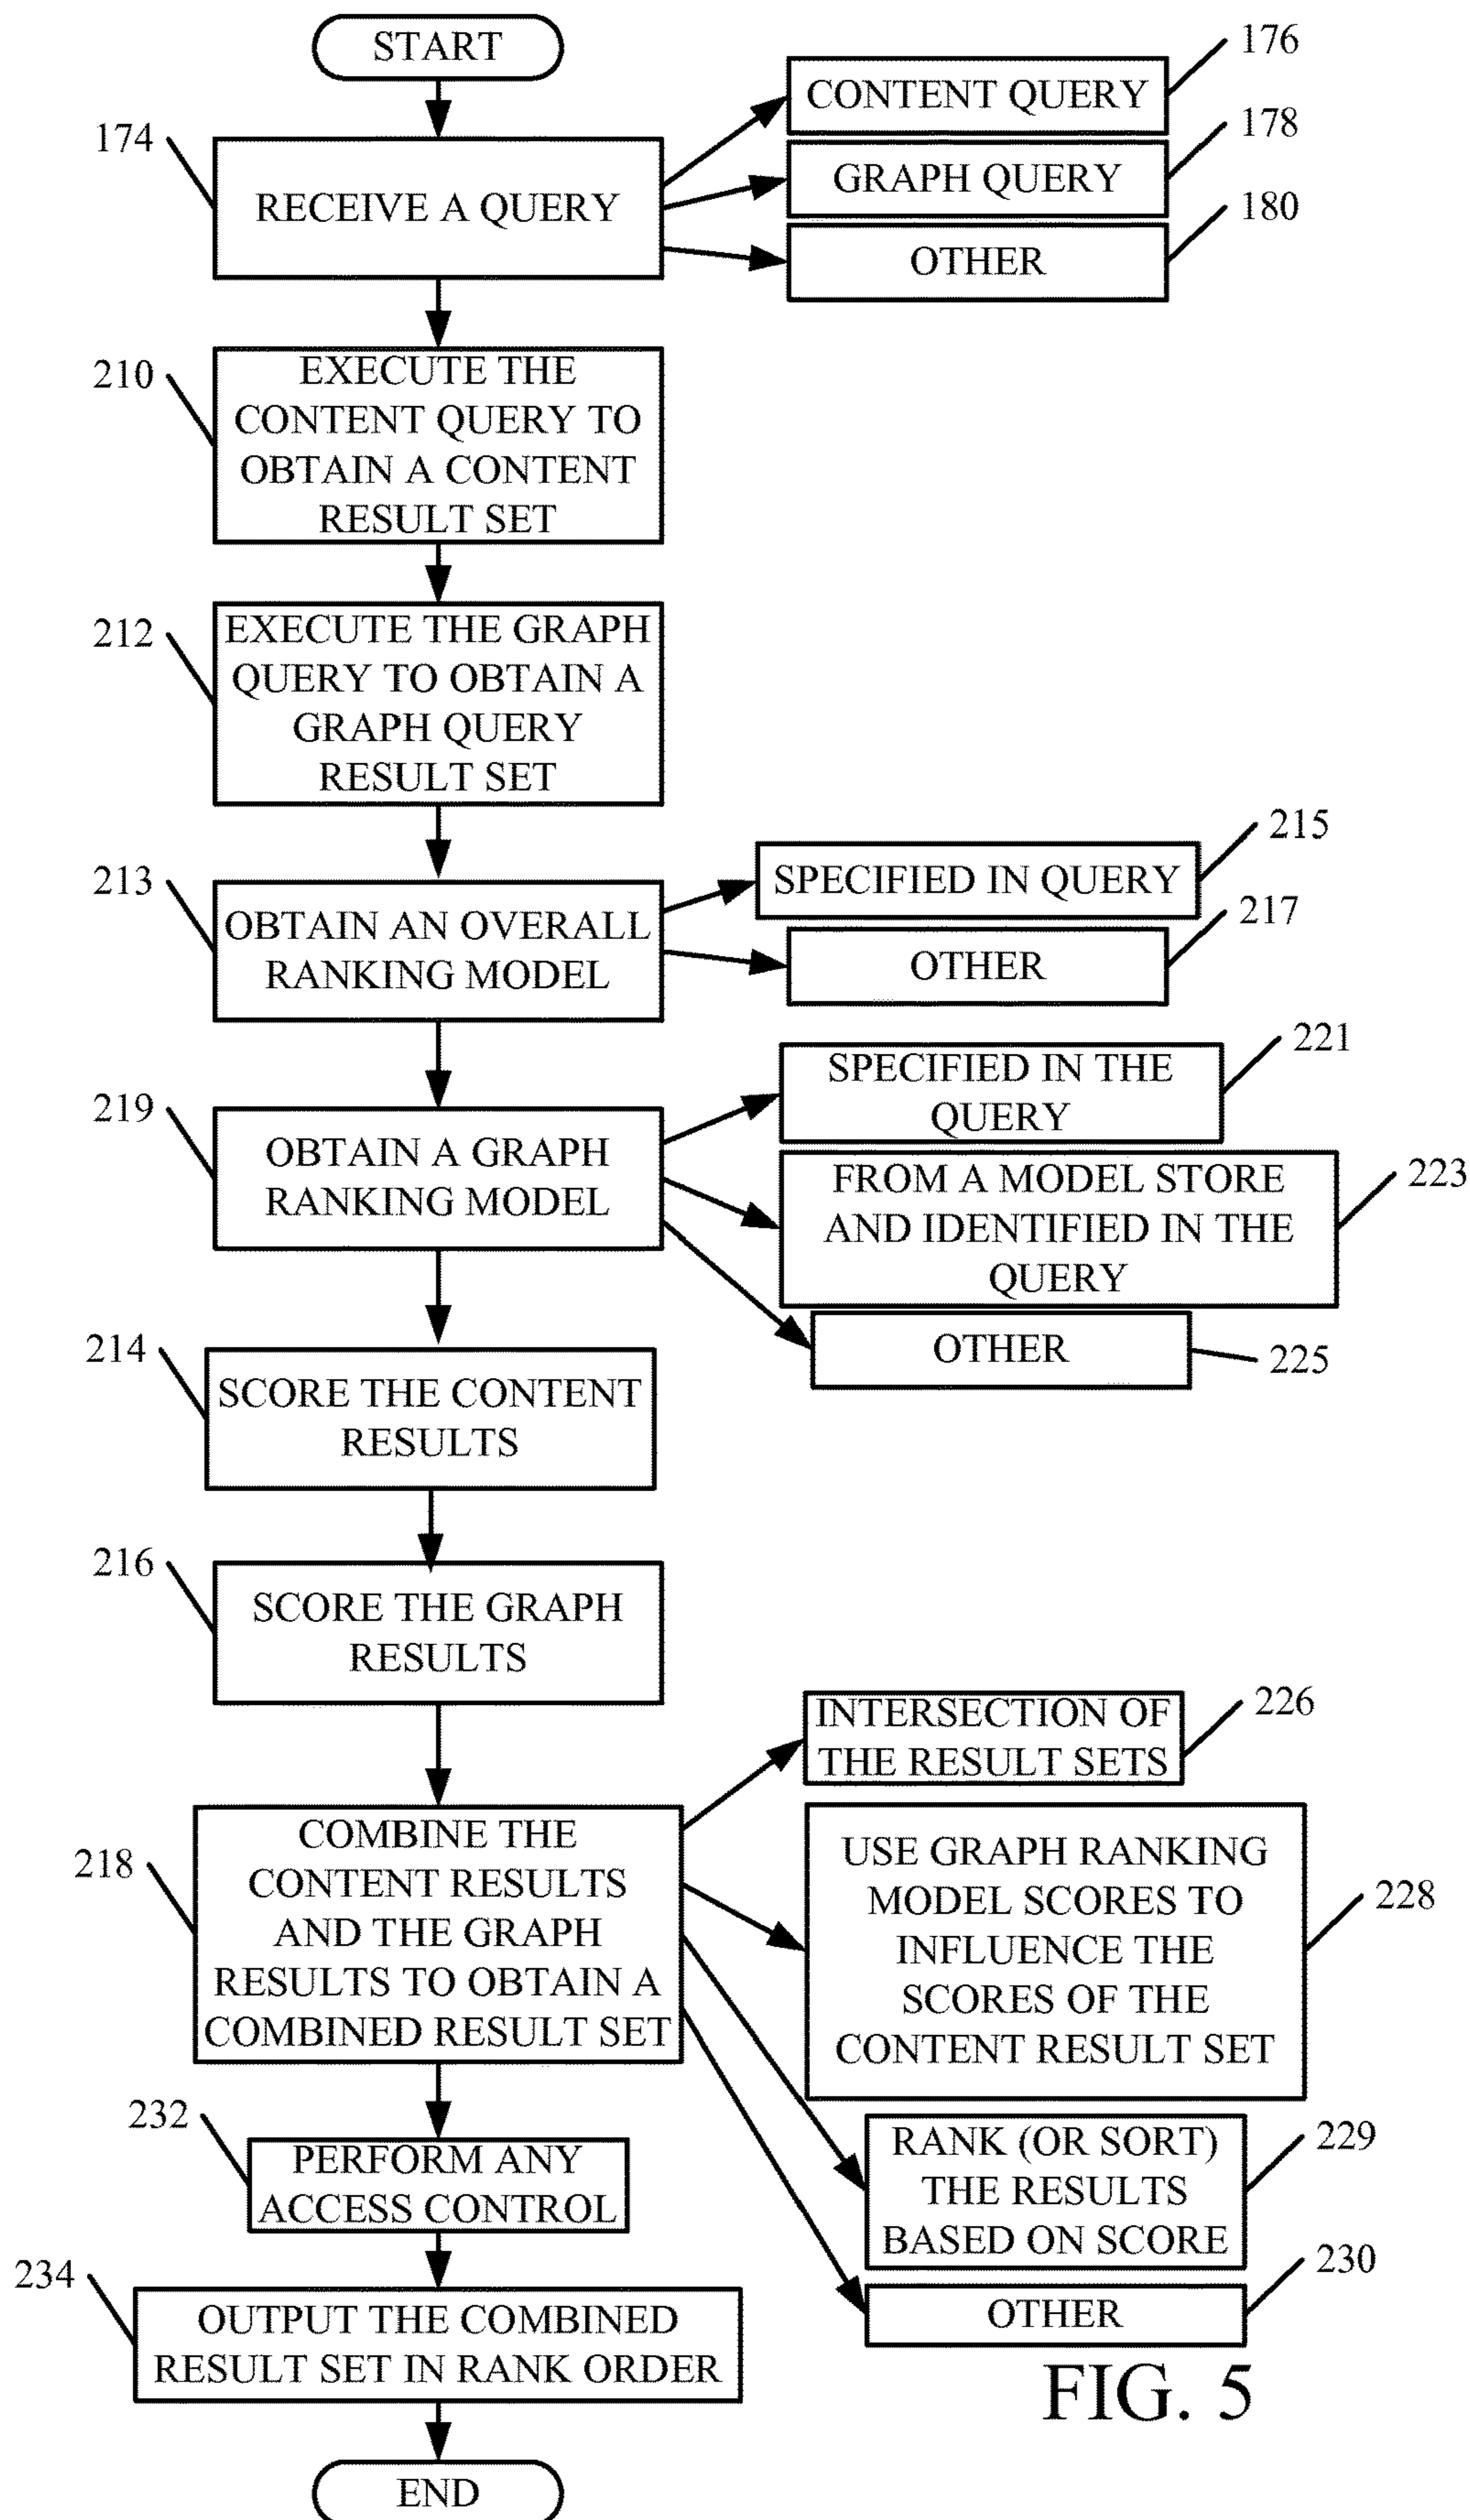 START
176
CONTENT QUERY
174
178
RECEIVE A QUERY
GRAPH QUERY
180
OTHER
210
EXECUTE THE
CONTENT QUERY TO
OBTAIN A CONTENT
RESULT SET
212
EXECUTE THE GRAPH
QUERY TO OBTAIN A
GRAPH QUERY
RESULT SET
213
OBTAIN AN OVERALL
RANKING MODEL
215
SPECIFIED IN QUERY
217
OTHER
219
OBTAIN A GRAPH
RANKING MODEL
221
SPECIFIED IN THE
QUERY
223
FROM A MODEL STORE
AND IDENTIFIED IN THE
QUERY
OTHER
225
214
SCORE THE CONTENT
RESULTS
216
SCORE THE GRAPH
RESULTS
218
COMBINE THE
CONTENT RESULTS
AND THE GRAPH
RESULTS TO OBTAIN A
COMBINED RESULT SET
226
INTERSECTION OF
THE RESULT SETS
228
USE GRAPH RANKING
MODEL SCORES TO
INFLUENCE THE
SCORES OF THE
CONTENT RESULT SET
229
RANK (OR SORT)
THE RESULTS
BASED ON SCORE
230
OTHER
232
PERFORM ANY
ACCESS CONTROL
234
OUTPUT THE COMBINED
RESULT SET IN RANK ORDER
END
FIG. 5